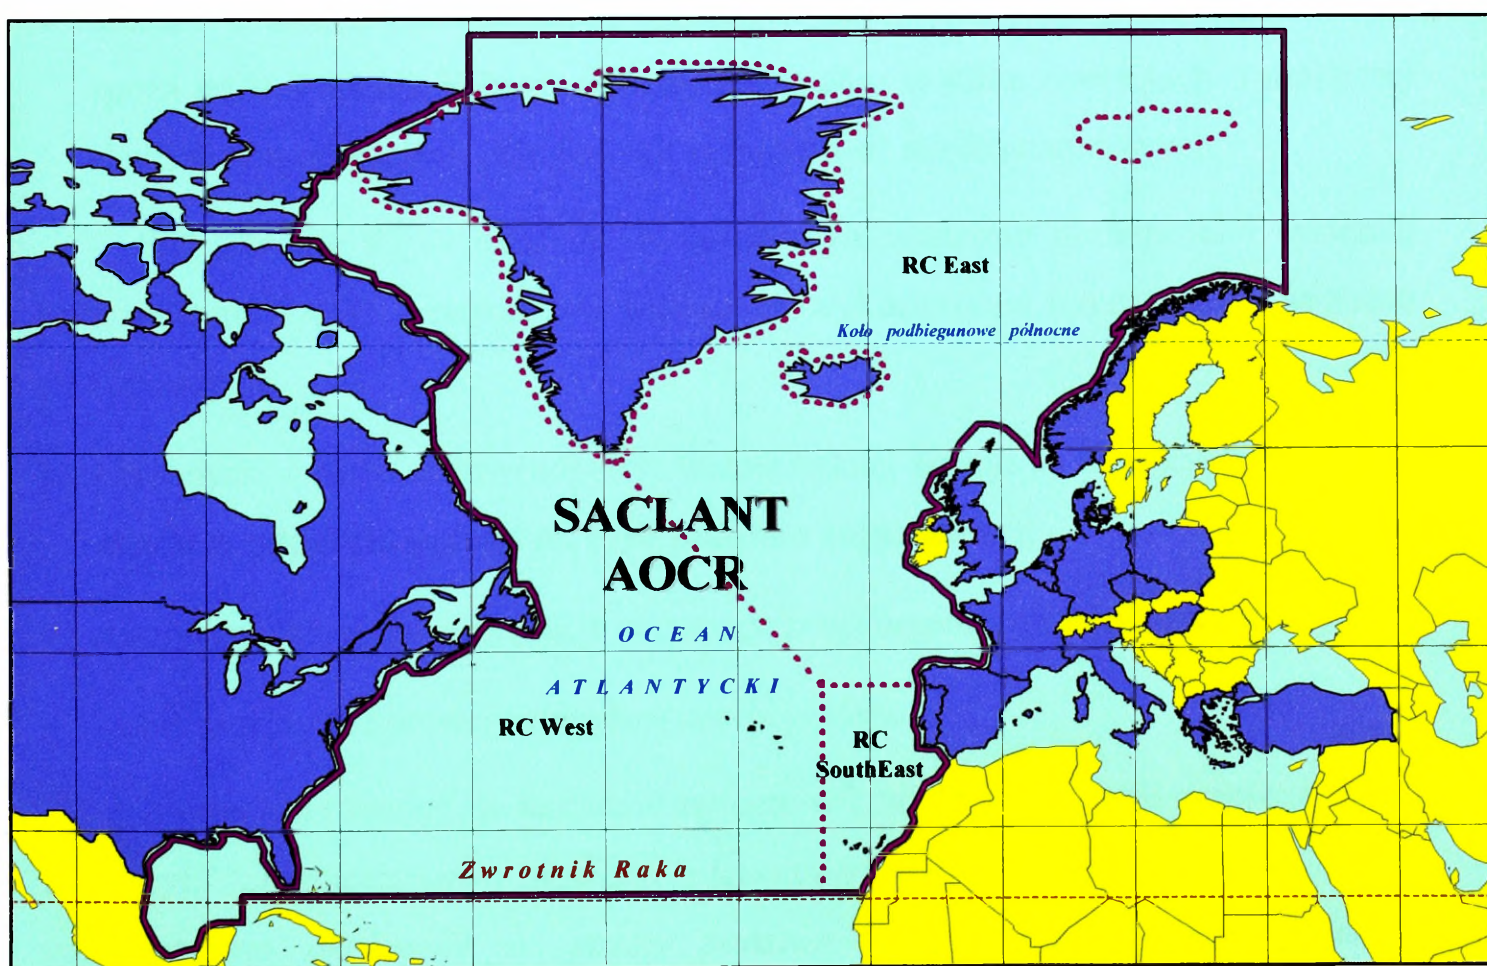 RC East
Koło podbiegunowe północne
SACLANT
AOCR
OCEAN
ATLANTYCKI
RC West
RC
SouthEast
Zwrotnik Raka